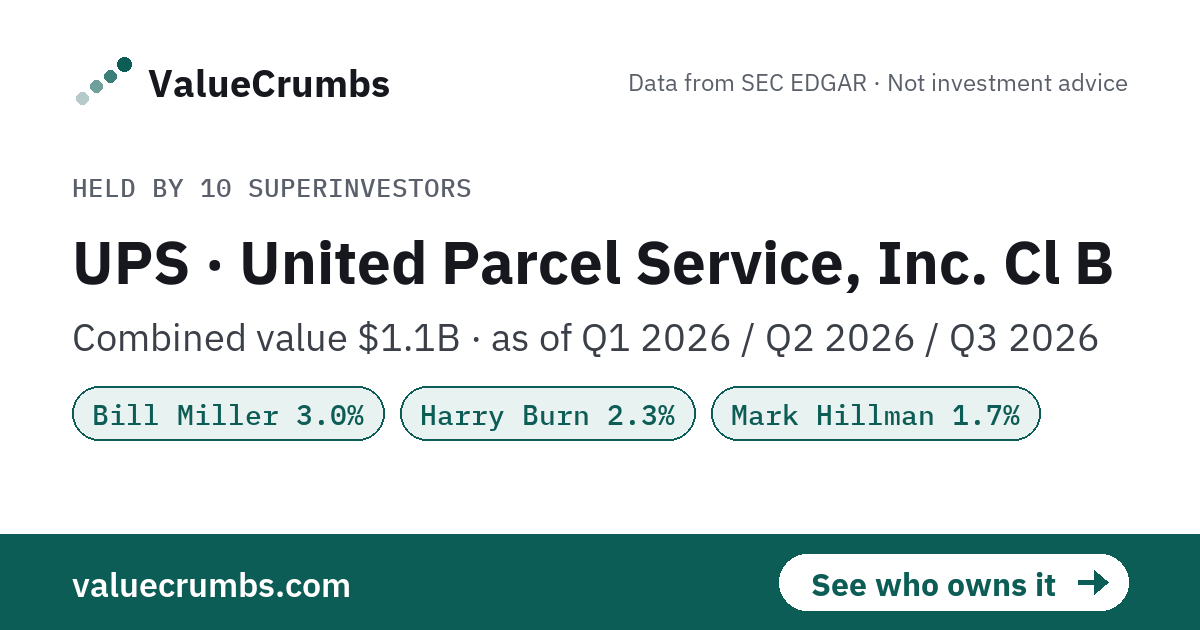 ValueCrumbs
Data from SEC EDGAR · Not investment advice
HELD BY 10 SUPERINVESTORS
UPS · United Parcel Service, Inc. Cl B
Combined value $1.1B · as of Q1 2026 / Q2 2026 / Q3 2026
Bill Miller 3.0%
Harry Burn 2.3%
Mark Hillman 1.7%
valuecrumbs.com
See who owns it →